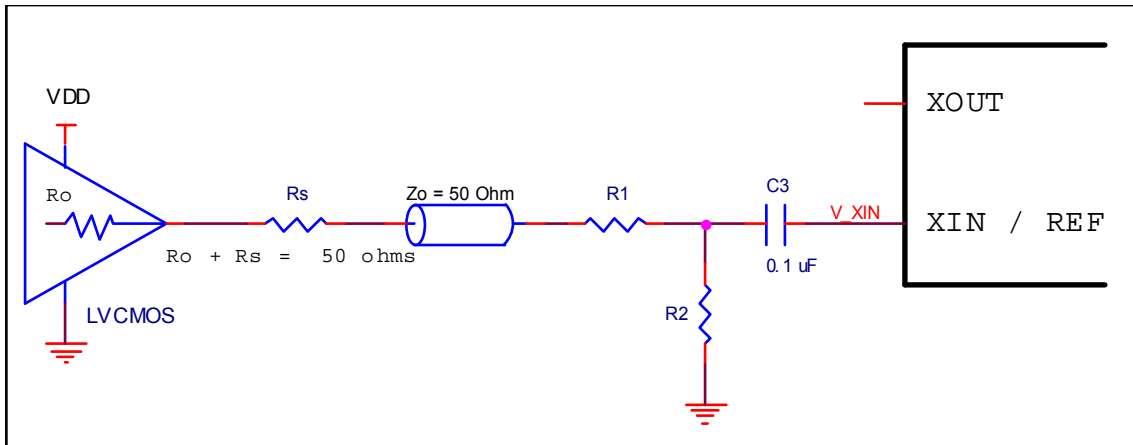 VDD
XOUT
Ro
Rs
Zo = 50 Ohm
R1
C3
V_XIN
XIN / REF
Ro + Rs = 50 ohms
0.1 uF
LVCMOS
R2